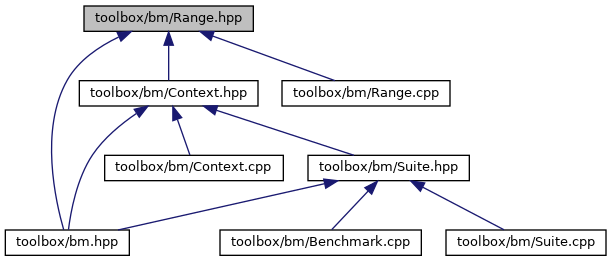 toolbox/bm/Range.hpp
toolbox/bm/Context.hpp
toolbox/bm/Range.cpp
toolbox/bm/Context.cpp
toolbox/bm/Suite.hpp
toolbox/bm.hpp
toolbox/bm/Benchmark.cpp
toolbox/bm/Suite.cpp